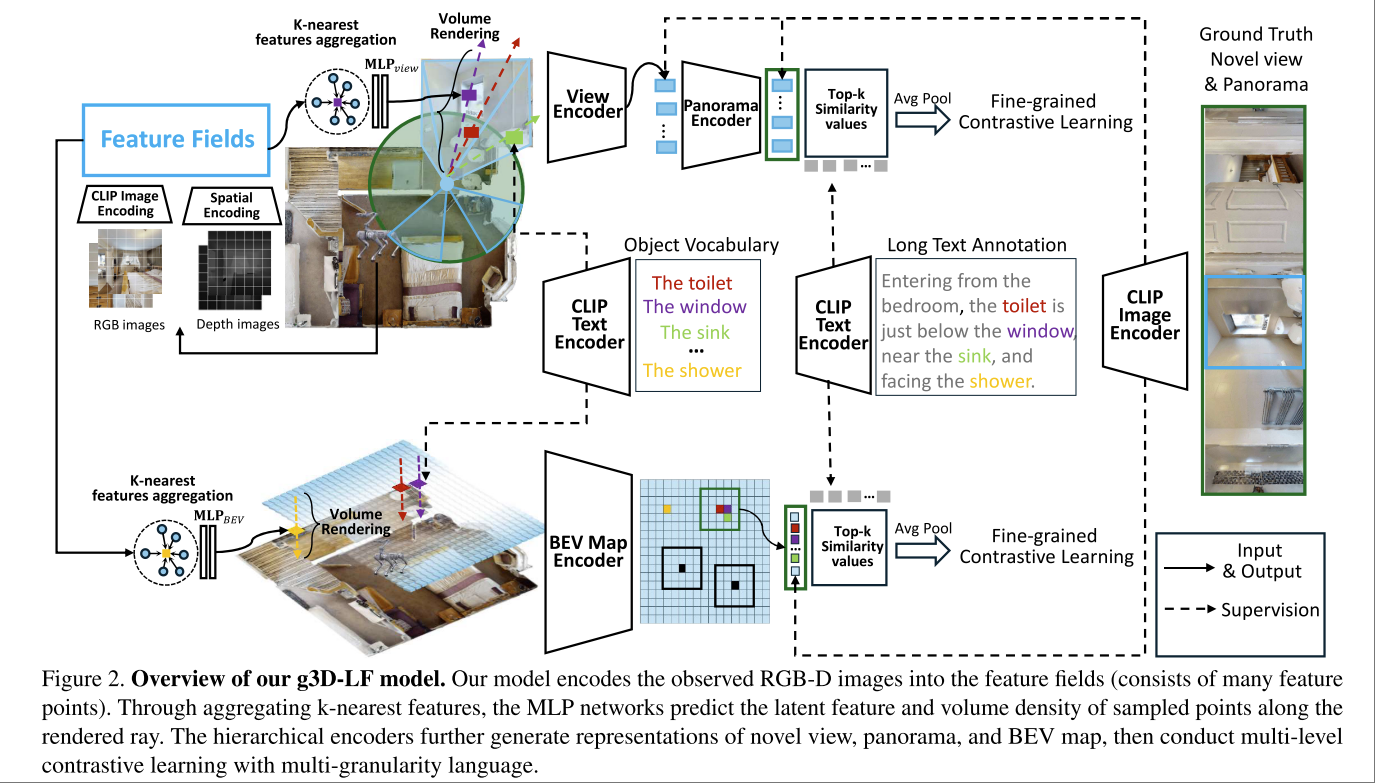 K-nearest
features aggregation
MLPview
Volume
Rendering
Feature Fields
CLIP Image
Encoding
Spatial
Encoding
RGB images
Depth images
View
Encoder
Panorama
Encoder
Top-k
Similarity
values
Avg Pool
Fine-grained
Contrastive Learning
Ground Truth
Novel view
& Panorama
CLIP
Text
Encoder
Object Vocabulary
The toilet
The window
The sink
...
The shower
CLIP
Text
Encoder
Long Text Annotation
Entering from the
bedroom, the toilet is
just below the window,
near the sink, and
facing the shower.
CLIP
Image
Encoder
K-nearest
features aggregation
MLPBEV
Volume
Rendering
BEV Map
Encoder
Top-k
Similarity
values
Avg Pool
Fine-grained
Contrastive Learning
Input
& Output
Supervision
Figure 2. Overview of our g3D-LF model. Our model encodes the observed RGB-D images into the feature fields (consists of many feature
points). Through aggregating k-nearest features, the MLP networks predict the latent feature and volume density of sampled points along the
rendered ray. The hierarchical encoders further generate representations of novel view, panorama, and BEV map, then conduct multi-level
contrastive learning with multi-granularity language.